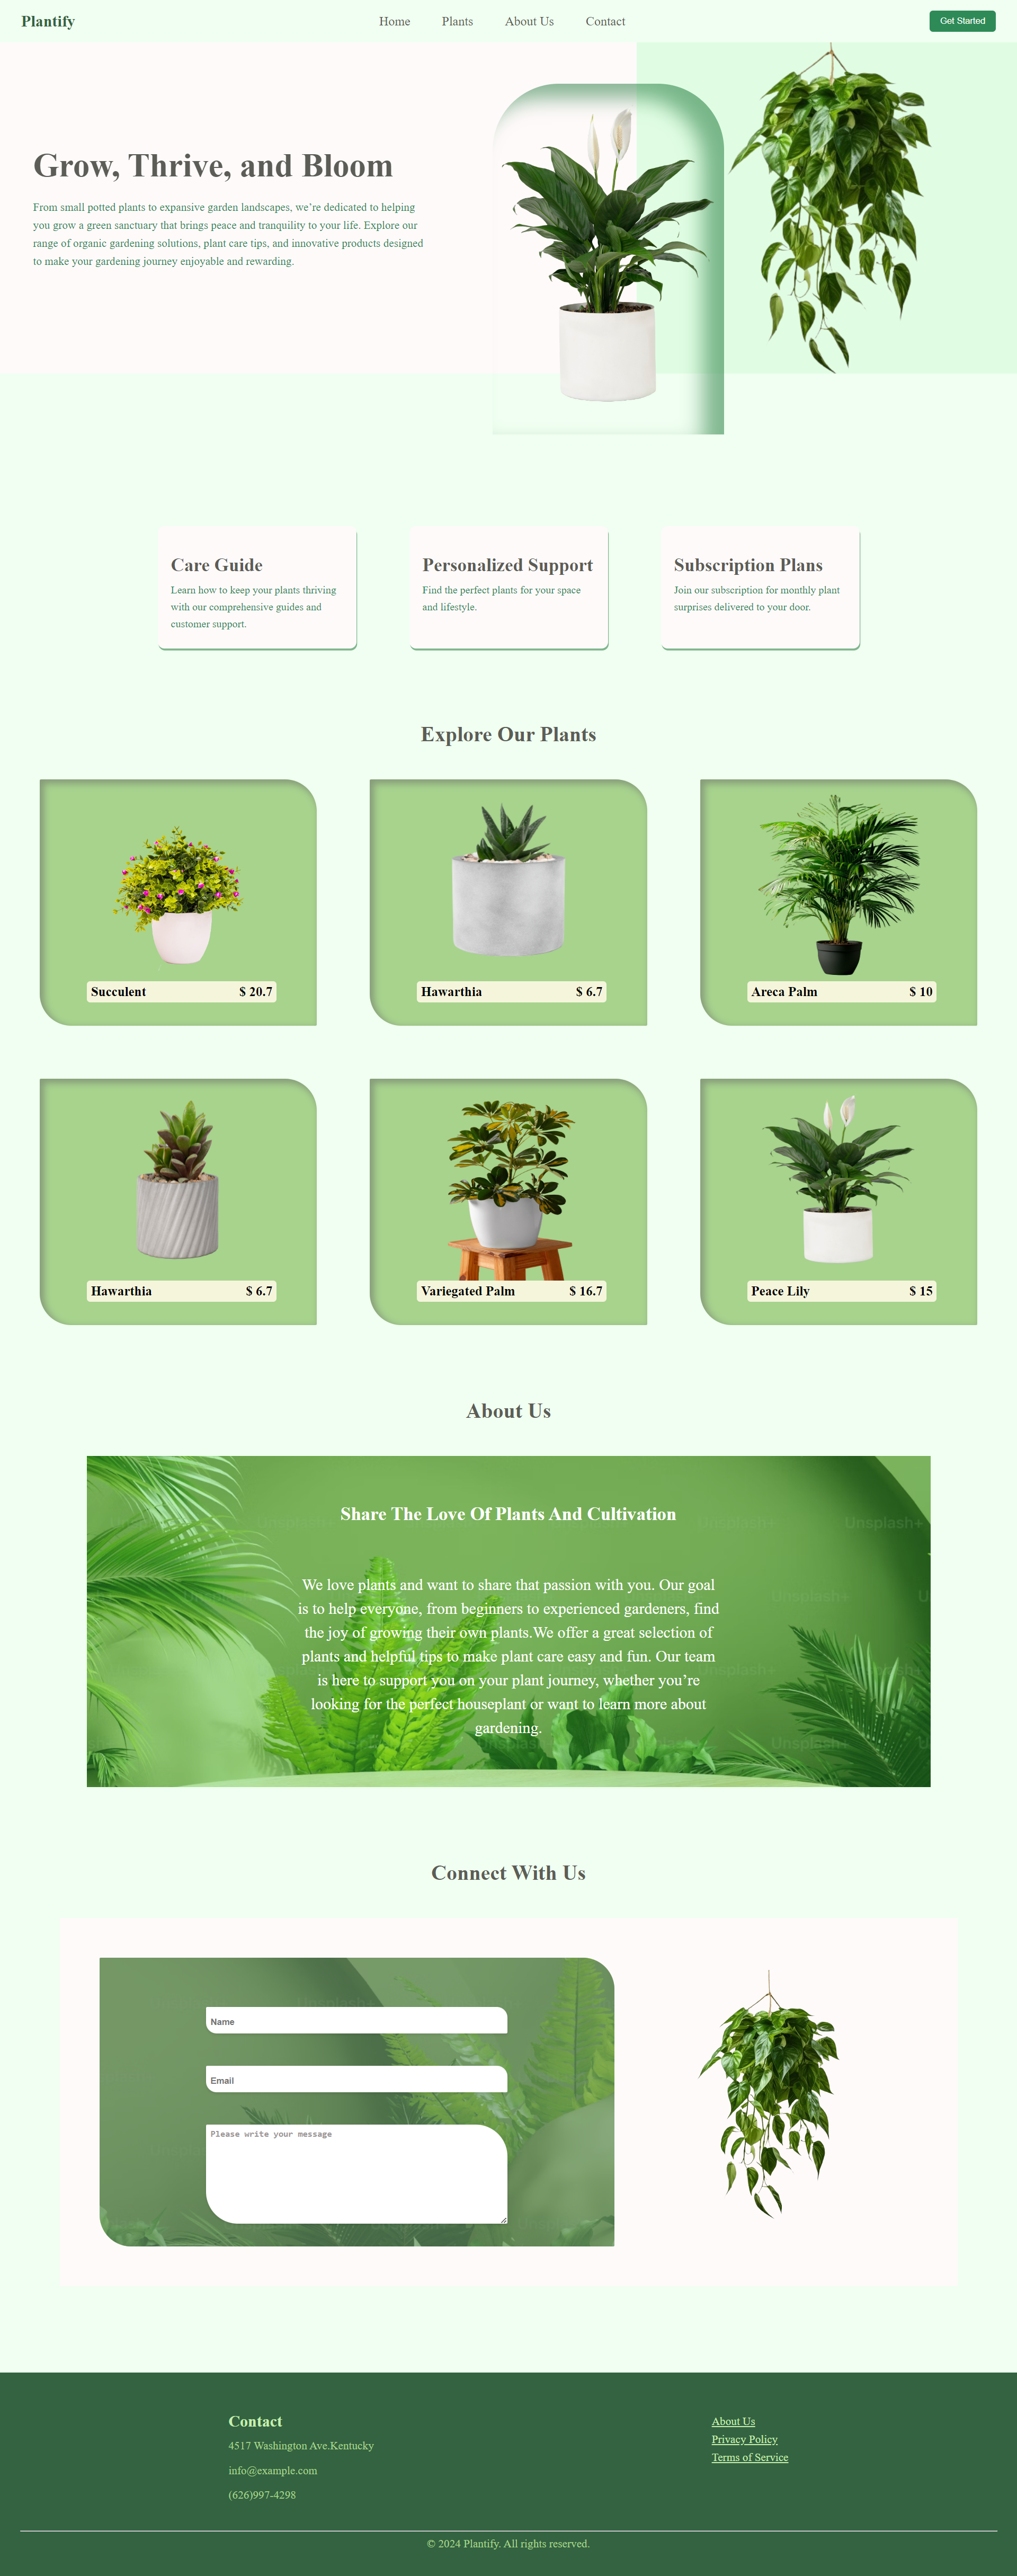 Plantify
Home
Plants
About Us
Contact
Get Started
Grow, Thrive, and Bloom
From small potted plants to expansive garden landscapes, we’re dedicated to helping
you grow a green sanctuary that brings peace and tranquility to your life. Explore our
range of organic gardening solutions, plant care tips, and innovative products designed
to make your gardening journey enjoyable and rewarding.
Care Guide
Learn how to keep your plants thriving
with our comprehensive guides and
customer support.
Personalized Support
Find the perfect plants for your space
and lifestyle.
Subscription Plans
Join our subscription for monthly plant
surprises delivered to your door.
Explore Our Plants
Succulent $ 20.7
Hawarthia $ 6.7
Areca Palm $ 10
Hawarthia $ 6.7
Variegated Palm $ 16.7
Peace Lily $ 15
About Us
Share The Love Of Plants And Cultivation
Unsplash+
Unsplash+
Unsplash+
We love plants and want to share that passion with you. Our goal
is to help everyone, from beginners to experienced gardeners, find
the joy of growing their own plants.We offer a great selection of
plants and helpful tips to make plant care easy and fun. Our team
is here to support you on your plant journey, whether you’re
looking for the perfect houseplant or want to learn more about
gardening.
Unsplash+
Unsplash+
Unsplash+
Connect With Us
Name
Email
Please write your message
Contact
4517 Washington Ave.Kentucky
info@example.com
(626)997-4298
About Us
Privacy Policy
Terms of Service
© 2024 Plantify. All rights reserved.